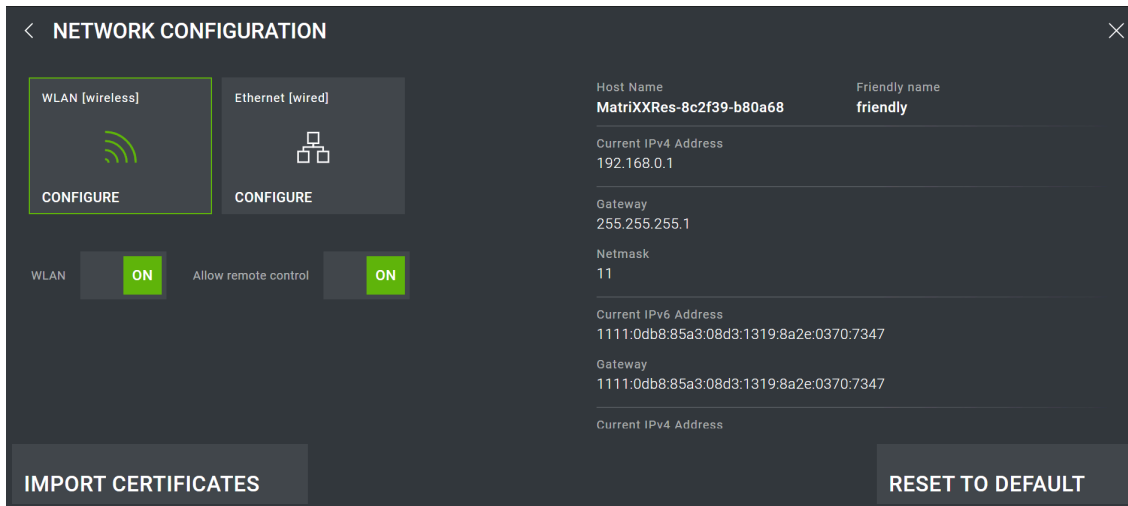 NETWORK CONFIGURATION
WLAN [wireless]
CONFIGURE
Ethernet [wired]
CONFIGURE
WLAN ON Allow remote control ON
Host Name Friendly name
MatriXXRes-8c2f39-b80a68 friendly
Current IPv4 Address
192.168.0.1
Gateway
255.255.255.1
Netmask
11
Current IPv6 Address
1111:0db8:85a3:08d3:1319:8a2e:0370:7347
Gateway
1111:0db8:85a3:08d3:1319:8a2e:0370:7347
Current IPv4 Address
IMPORT CERTIFICATES
RESET TO DEFAULT